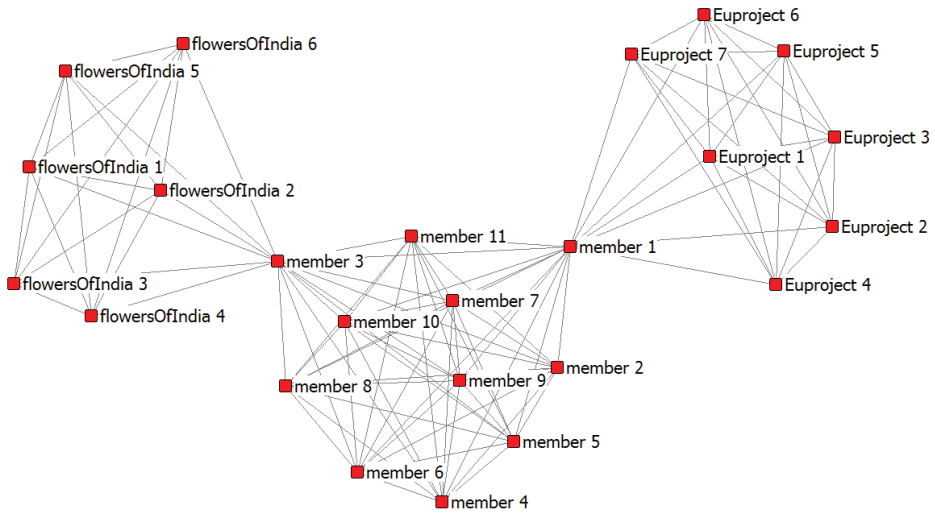 Euproject 6
flowersOfIndia 6
Euproject 5
Euproject 7
flowersOfIndia 5
Euproject 3
Euproject 1
flowersOfIndia 1
flowersOfIndia 2
Euproject 2
member 11
member 1
member 3
flowersOfIndia 3
Euproject 4
member 7
flowersOfIndia 4
member 10
member 2
member 9
member 8
member 5
member 6
member 4